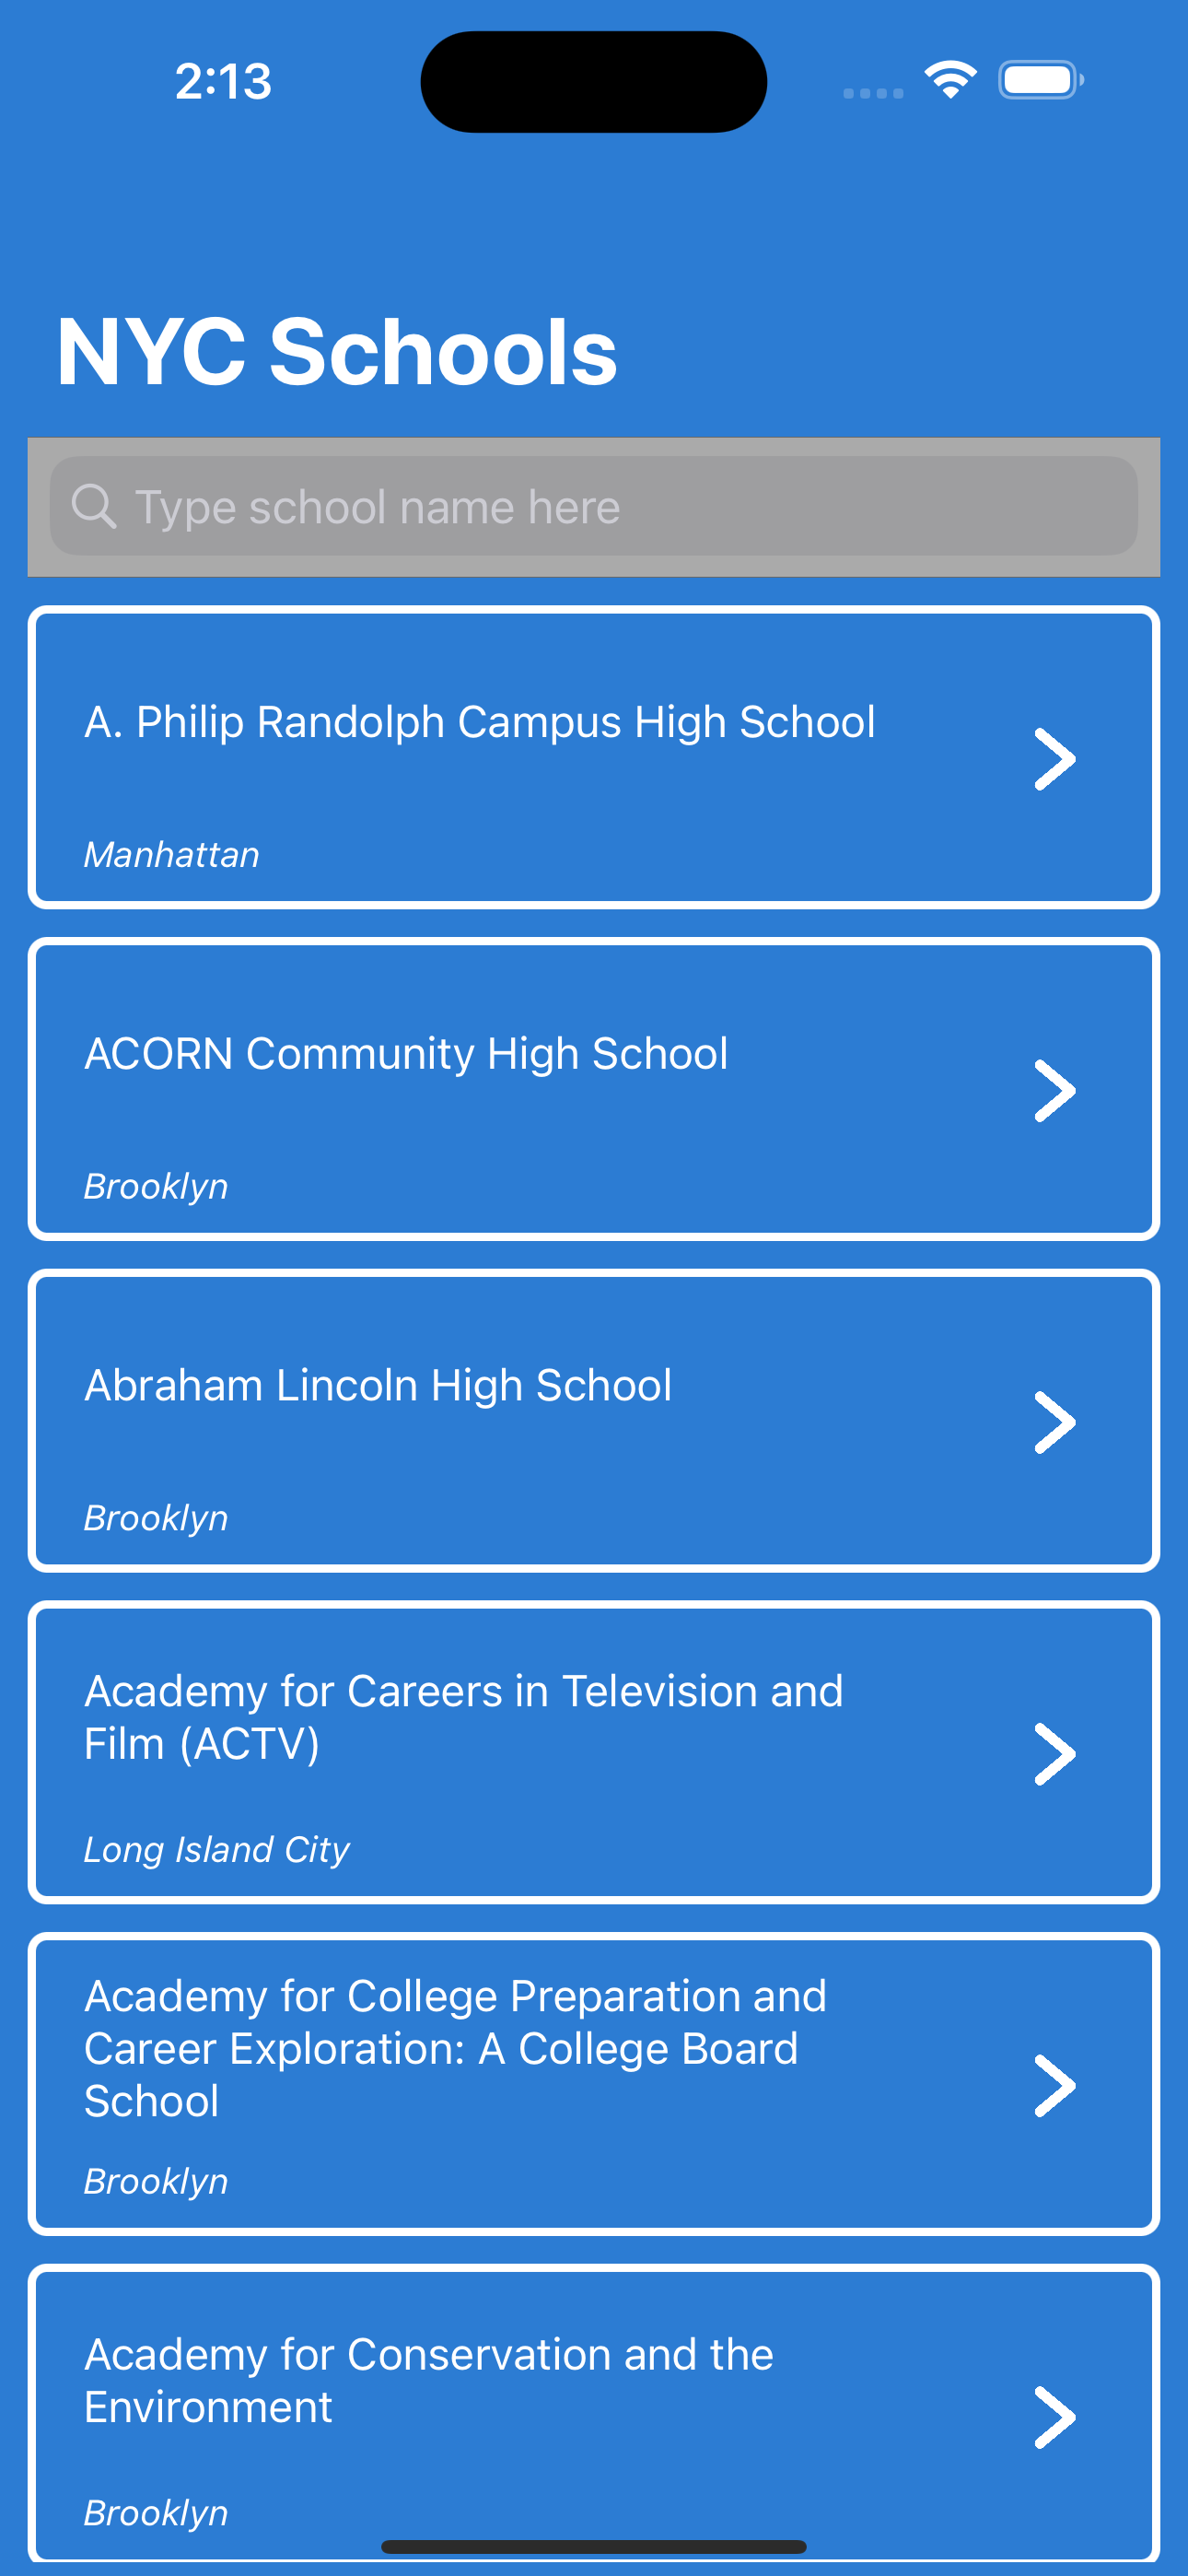 2:13
NYC Schools
Type school name here
A. Philip Randolph Campus High School
Manhattan
ACORN Community High School
Brooklyn
Abraham Lincoln High School
Brooklyn
Academy for Careers in Television and
Film (ACTV)
Long Island City
Academy for College Preparation and
Career Exploration: A College Board
School
Brooklyn
Academy for Conservation and the
Environment
Brooklyn